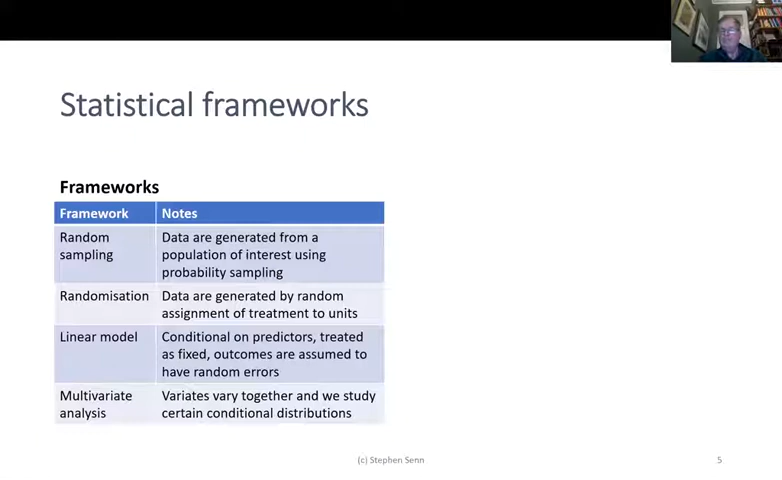 Statistical frameworks
Frameworks
Framework Notes
Random sampling Data are generated from a population of interest using probability sampling
Randomisation Data are generated by random assignment of treatment to units
Linear model Conditional on predictors, treated as fixed, outcomes are assumed to have random errors
Multivariate analysis Variates vary together and we study certain conditional distributions
(c) Stephen Senn
5